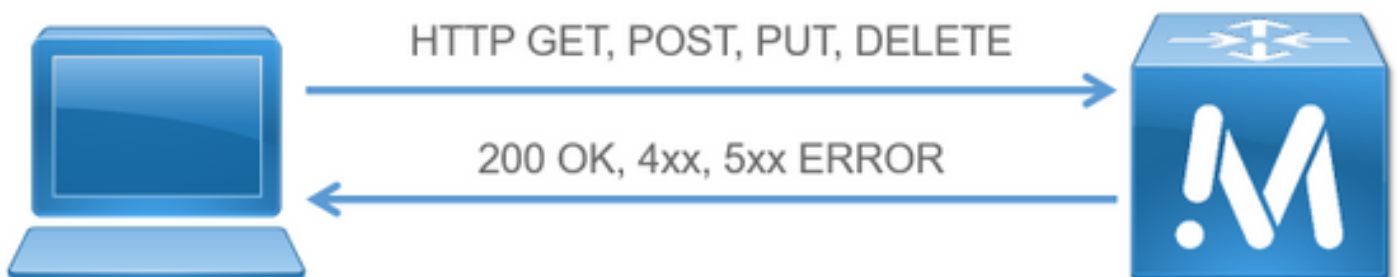 HTTP GET, POST, PUT, DELETE
200 OK, 4xx, 5xx ERROR